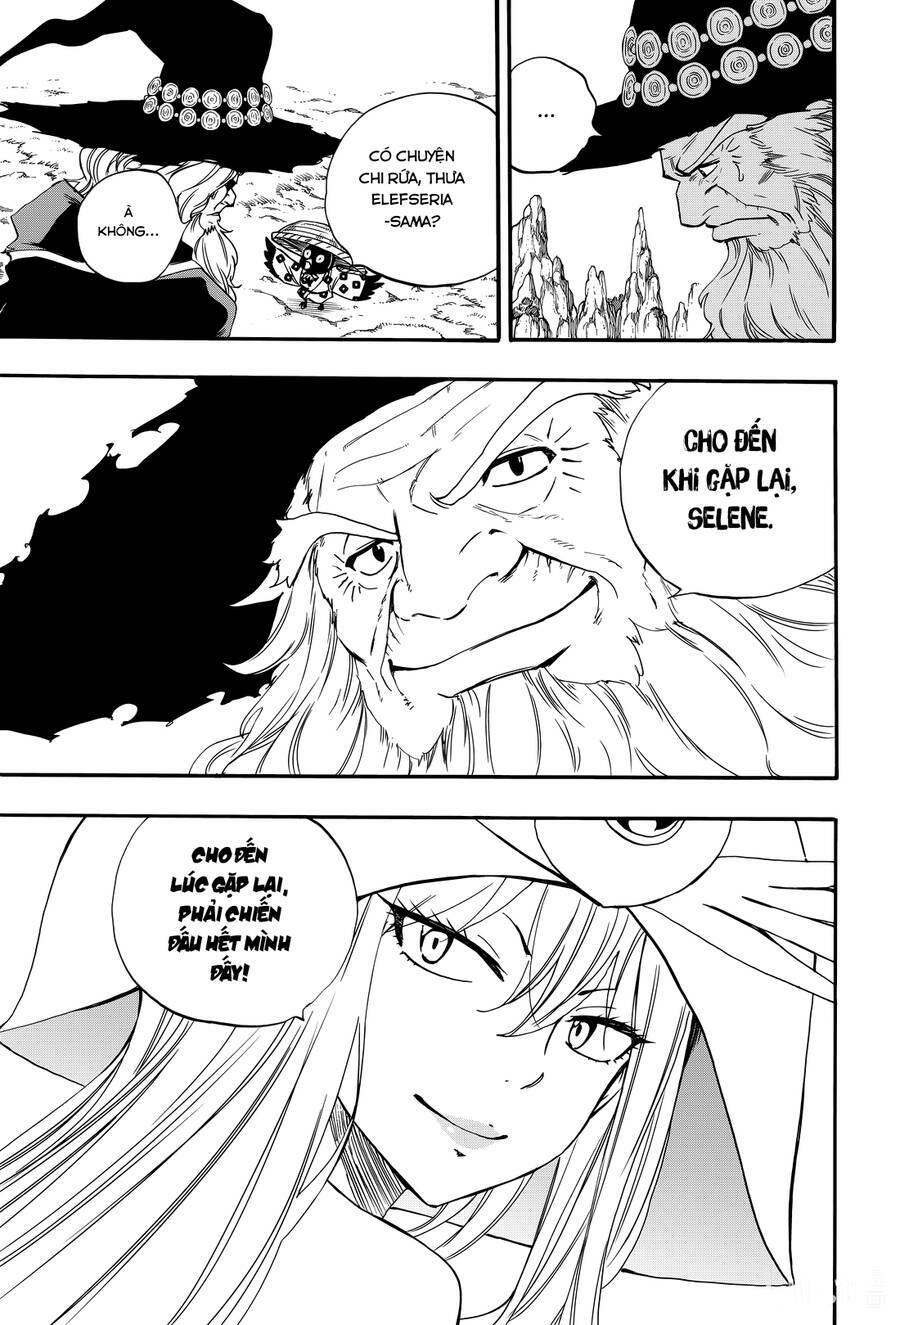 ...
CÓ CHUYỆN
CHI RỨA, THƯA
ELEFSERIA
-SAMA?
À
KHÔNG...
CHO ĐẾN
KHI GẶP LẠI,
SELENE.
CHO ĐẾN
LÚC GẶP LẠI,
PHẢI CHIẾN
ĐẤU HẾT MÌNH
ĐẤY!